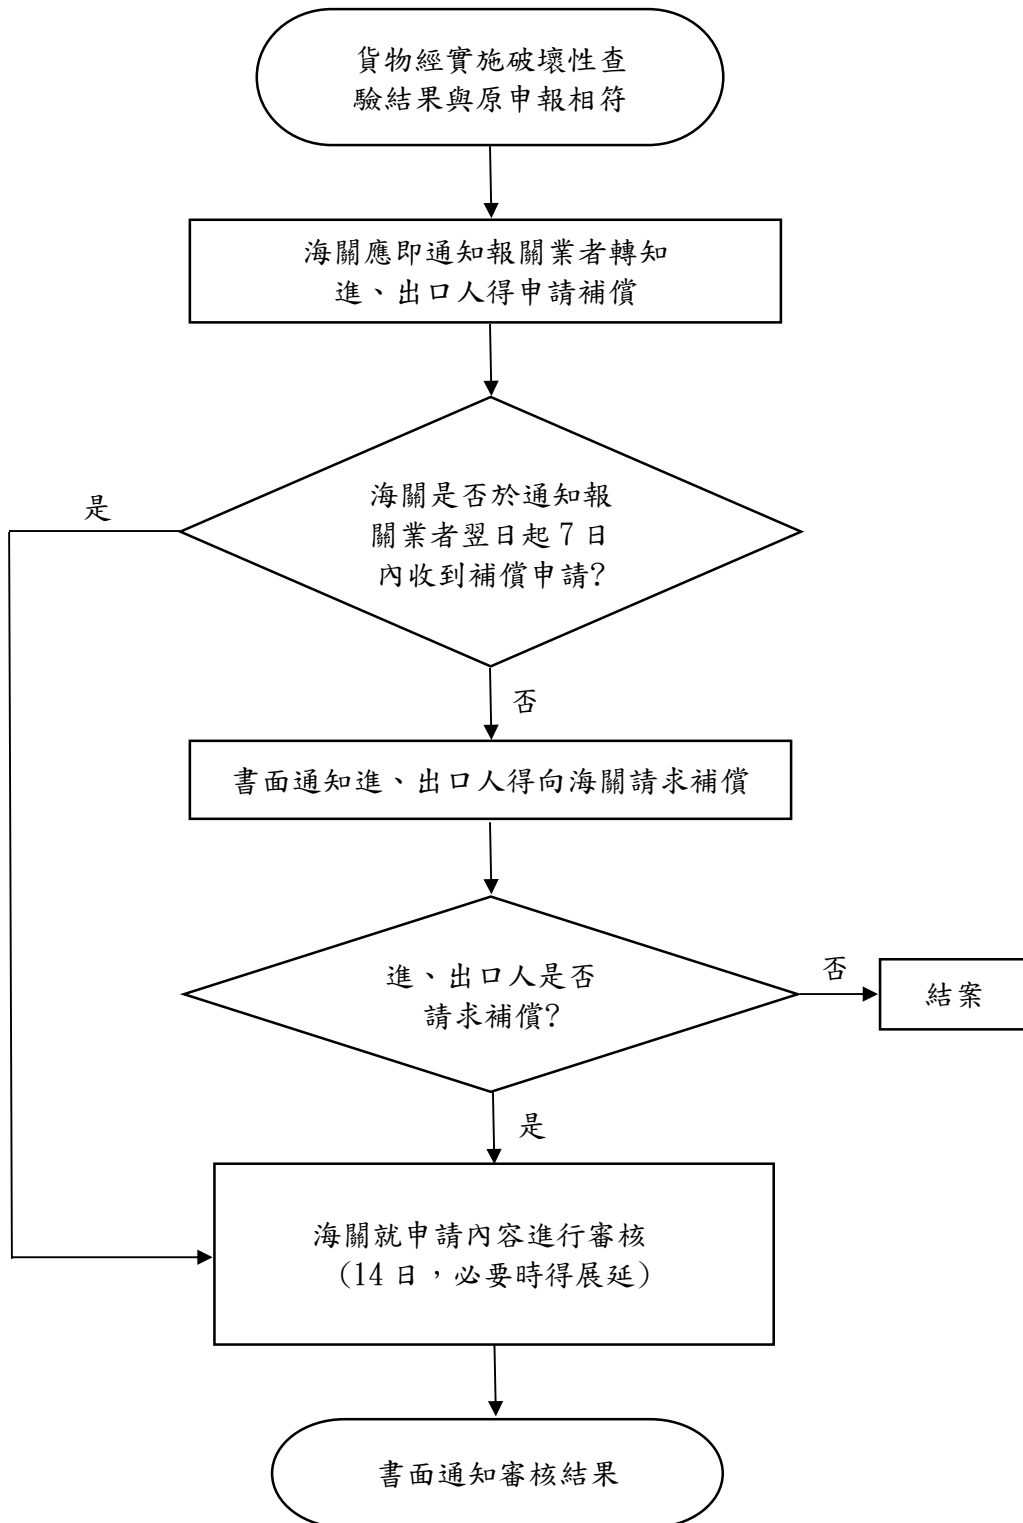 貨物經實施破壞性查
驗結果與原申報相符
海關應即通知報關業者轉知
進、出口人得申請補償
海關是否於通知報
關業者翌日起7日
內收到補償申請?
是
否
書面通知進、出口人得向海關請求補償
進、出口人是否
請求補償?
否
結案
是
海關就申請內容進行審核
(14日，必要時得展延)
書面通知審核結果